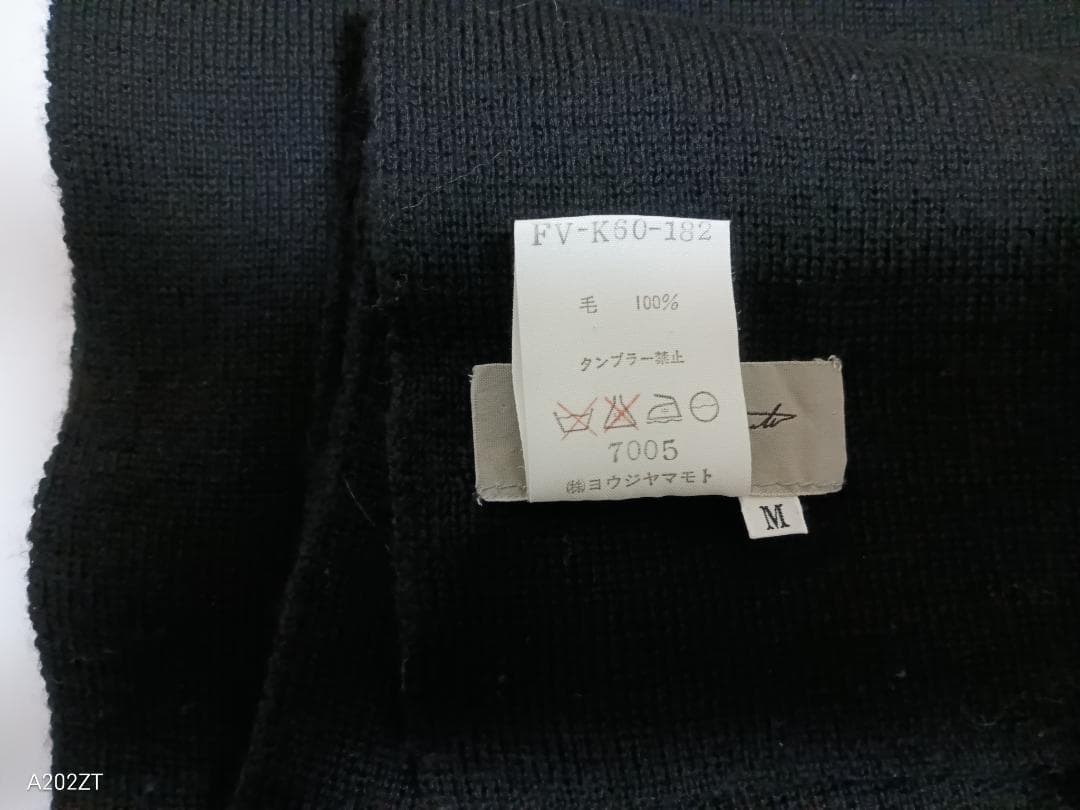 FV-K60-182
毛 100%
タンブラー禁止
7005
㈱ヨウジヤマモト
M
A202ZT